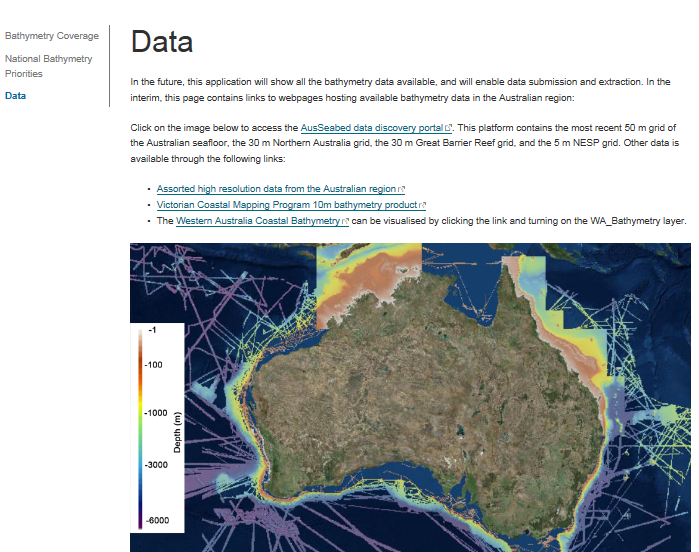 Bathymetry Coverage
National Bathymetry
Priorities
Data
Data
In the future, this application will show all the bathymetry data available, and will enable data submission and extraction. In the
interim, this page contains links to webpages hosting available bathymetry data in the Australian region:
Click on the image below to access the AusSeabed data discovery portal. This platform contains the most recent 50 m grid of
the Australian seafloor, the 30 m Northern Australia grid, the 30 m Great Barrier Reef grid, and the 5 m NESP grid. Other data is
available through the following links:
• Assorted high resolution data from the Australian region
• Victorian Coastal Mapping Program 10m bathymetry product
• The Western Australia Coastal Bathymetry can be visualised by clicking the link and turning on the WA_Bathymetry layer.
-1
-100
-1000
-3000
-6000
Depth (m)